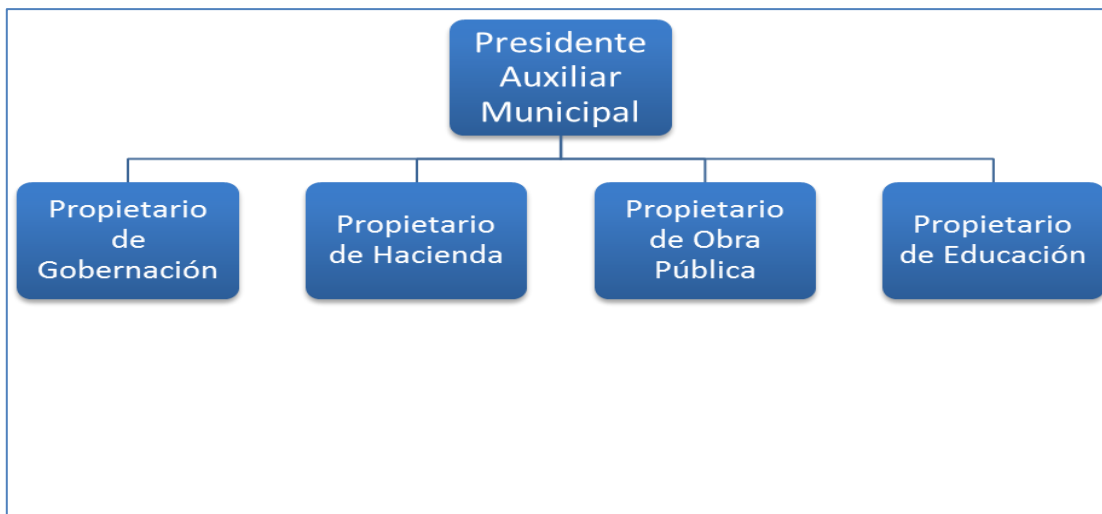 Presidente
Auxiliar
Municipal
Propietario
de
Gobernación
Propietario
de Hacienda
Propietario
de Obra
Pública
Propietario
de Educación